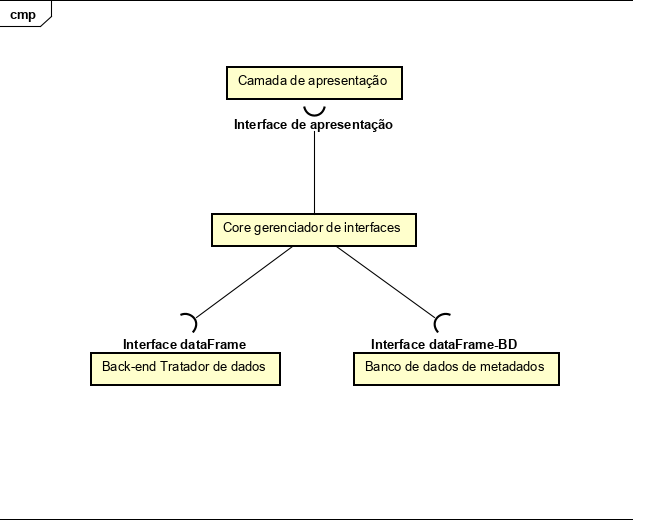 cmp
Camada de apresentação
Interface de apresentação
Core gerenciador de interfaces
Interface dataFrame
Interface dataFrame-BD
Back-end Tratador de dados
Banco de dados de metadados